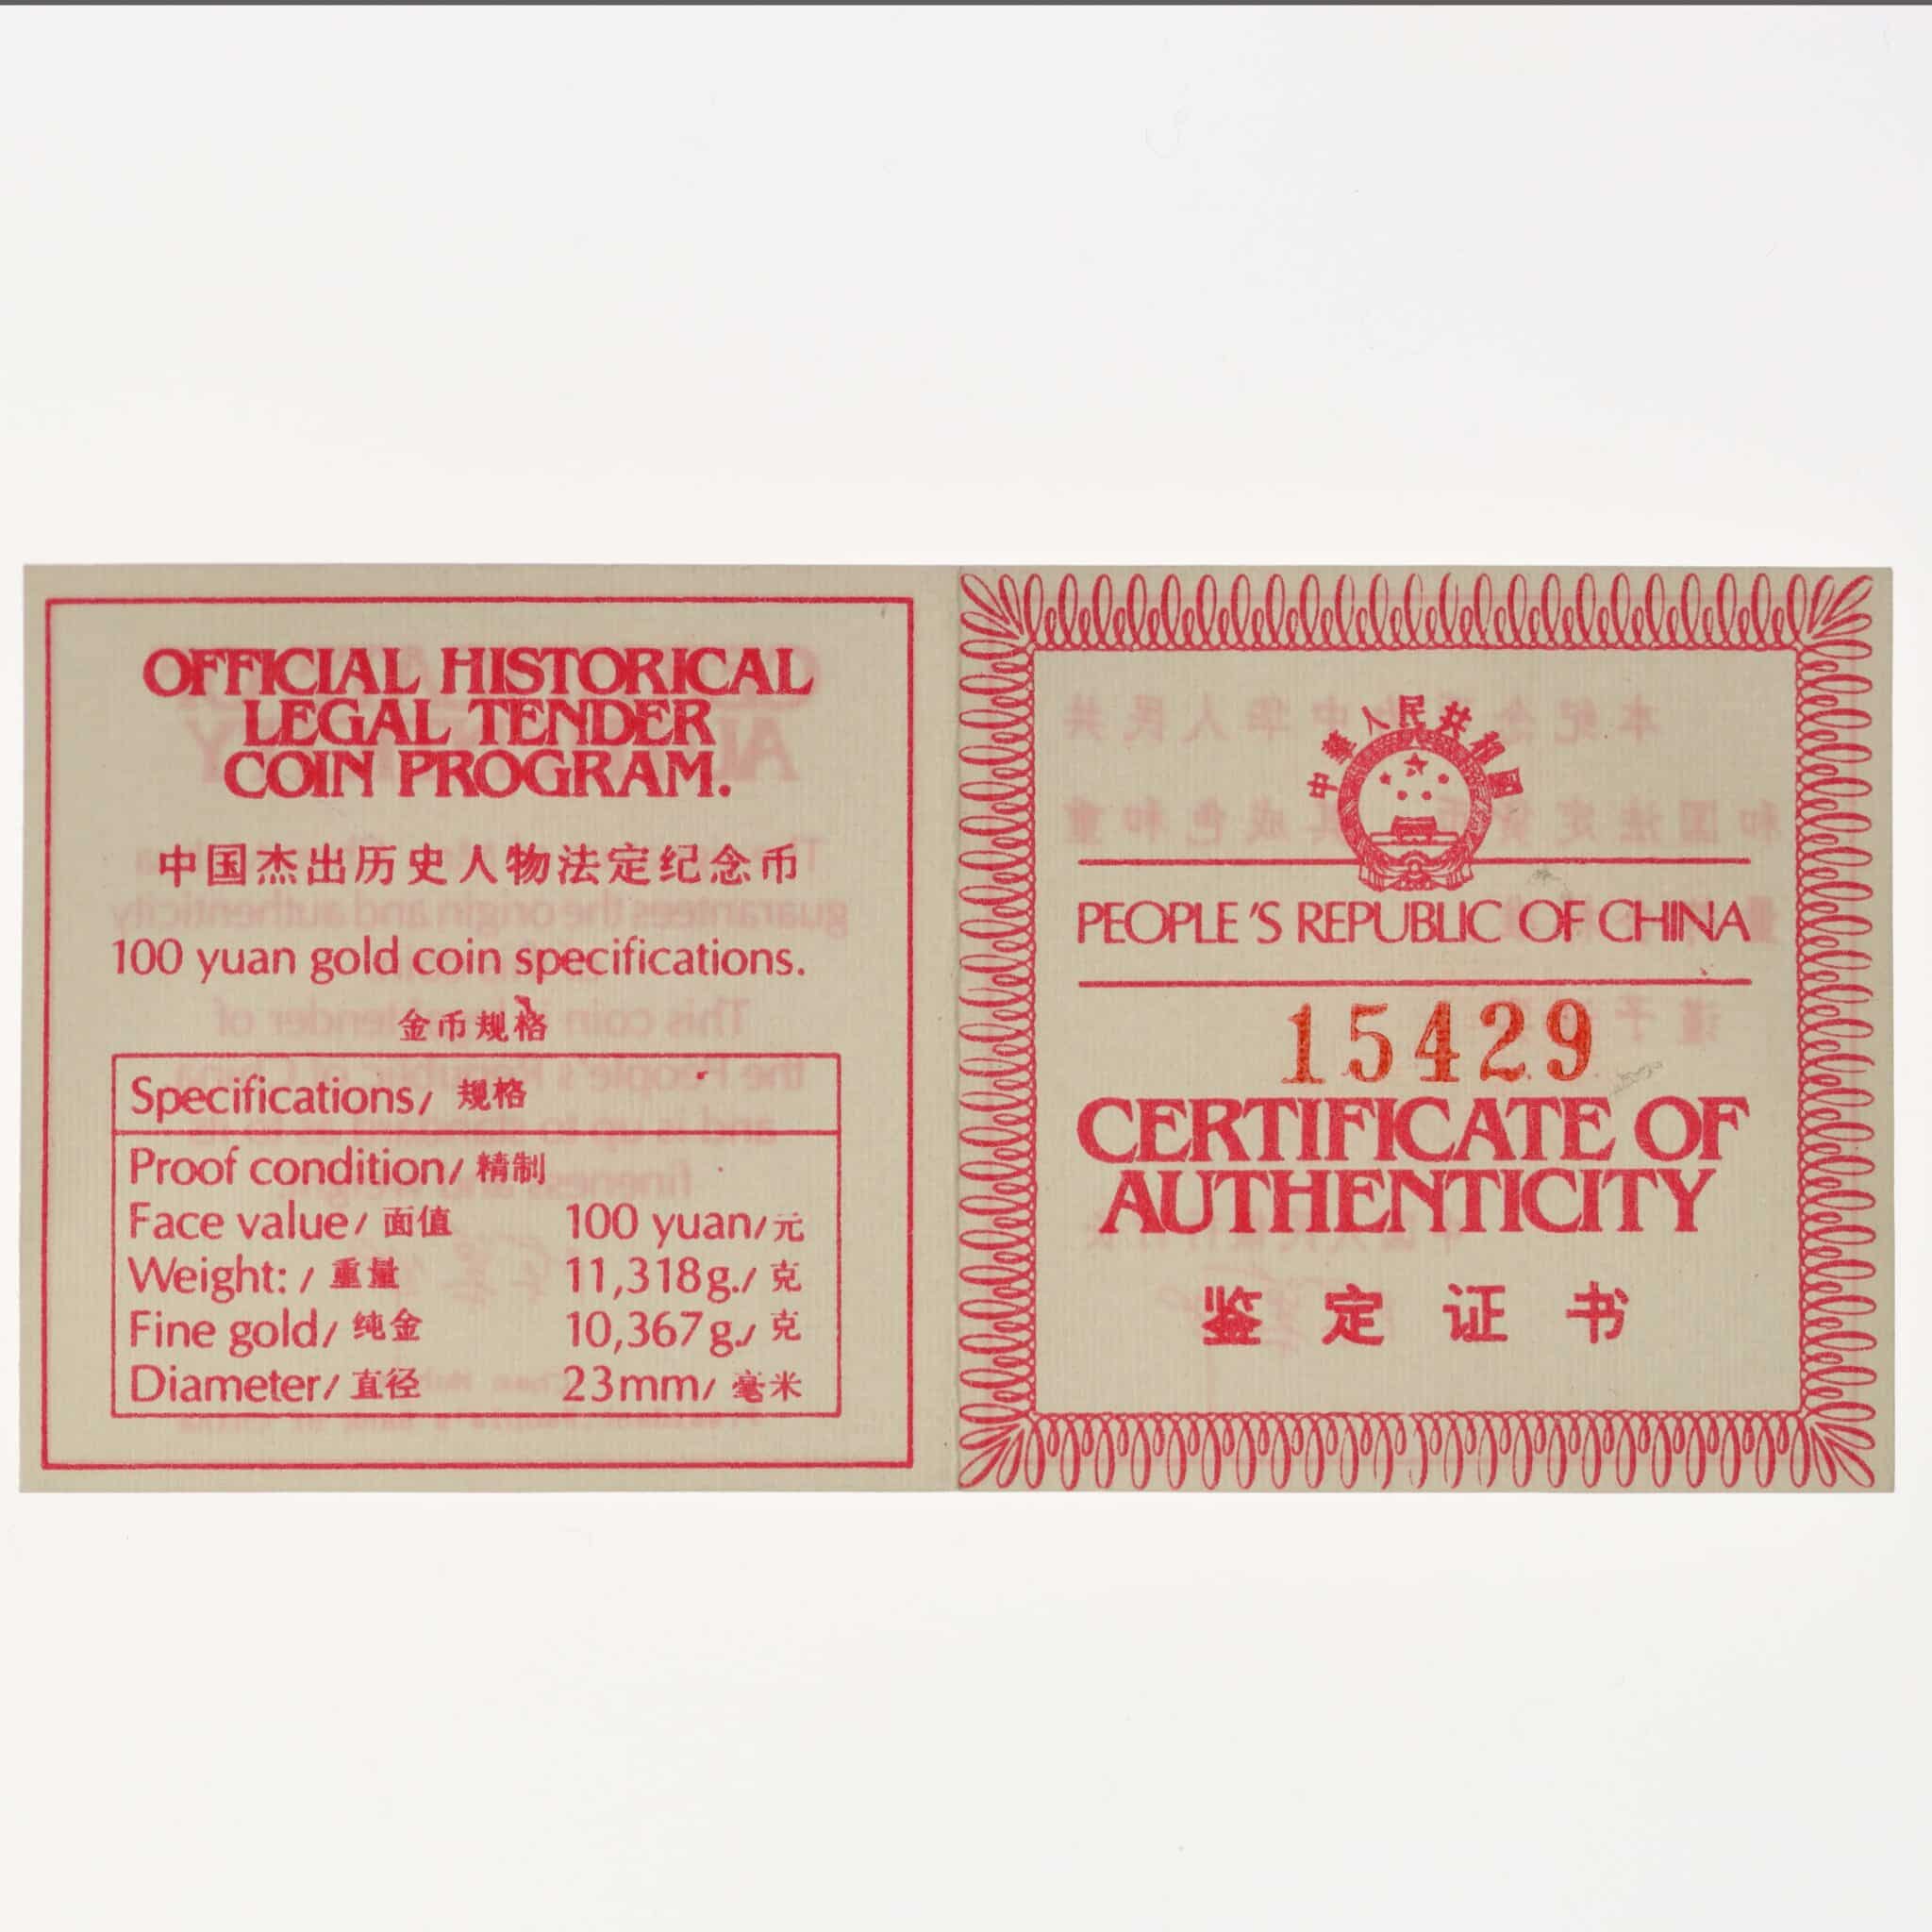 OFFICIAL HISTORICAL
LEGAL TENDER
COIN PROGRAM.
中国杰出历史人物法定纪念币
100 yuan gold coin specifications.
金币规格
Specifications/ 规格
Proof condition/ 精制
Face value/ 面值 100 yuan/元
Weight: / 重量 11,318g./ 克
Fine gold/ 纯金 10,367g./ 克
Diameter/ 直径 23mm/ 毫米
中华人民共和国
PEOPLE'S REPUBLIC OF CHINA
15429
CERTIFICATE OF
AUTHENTICITY
鉴定证书